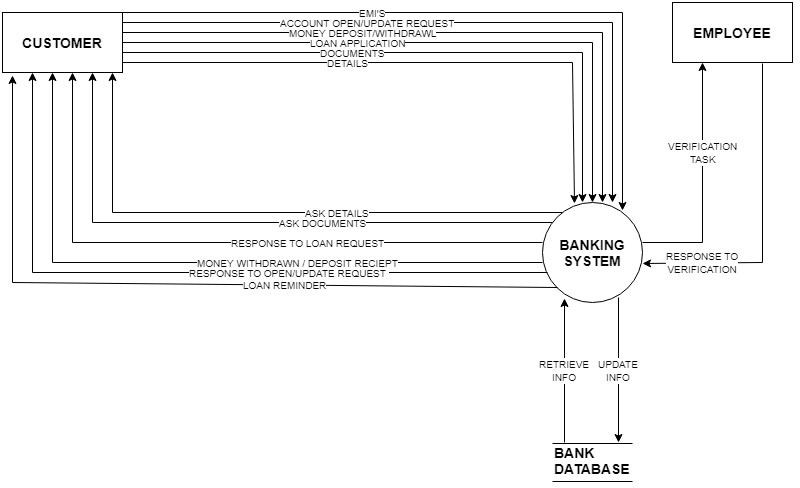 CUSTOMER
EMI'S
ACCOUNT OPEN/UPDATE REQUEST
MONEY DEPOSIT/WITHDRAWL
LOAN APPLICATION
DOCUMENTS
DETAILS
EMPLOYEE
VERIFICATION
TASK
ASK DETAILS
ASK DOCUMENTS
RESPONSE TO LOAN REQUEST
MONEY WITHDRAWN / DEPOSIT RECIEPT
RESPONSE TO OPEN/UPDATE REQUEST
LOAN REMINDER
BANKING
SYSTEM
RESPONSE TO
VERIFICATION
RETRIEVE
INFO
UPDATE
INFO
BANK
DATABASE